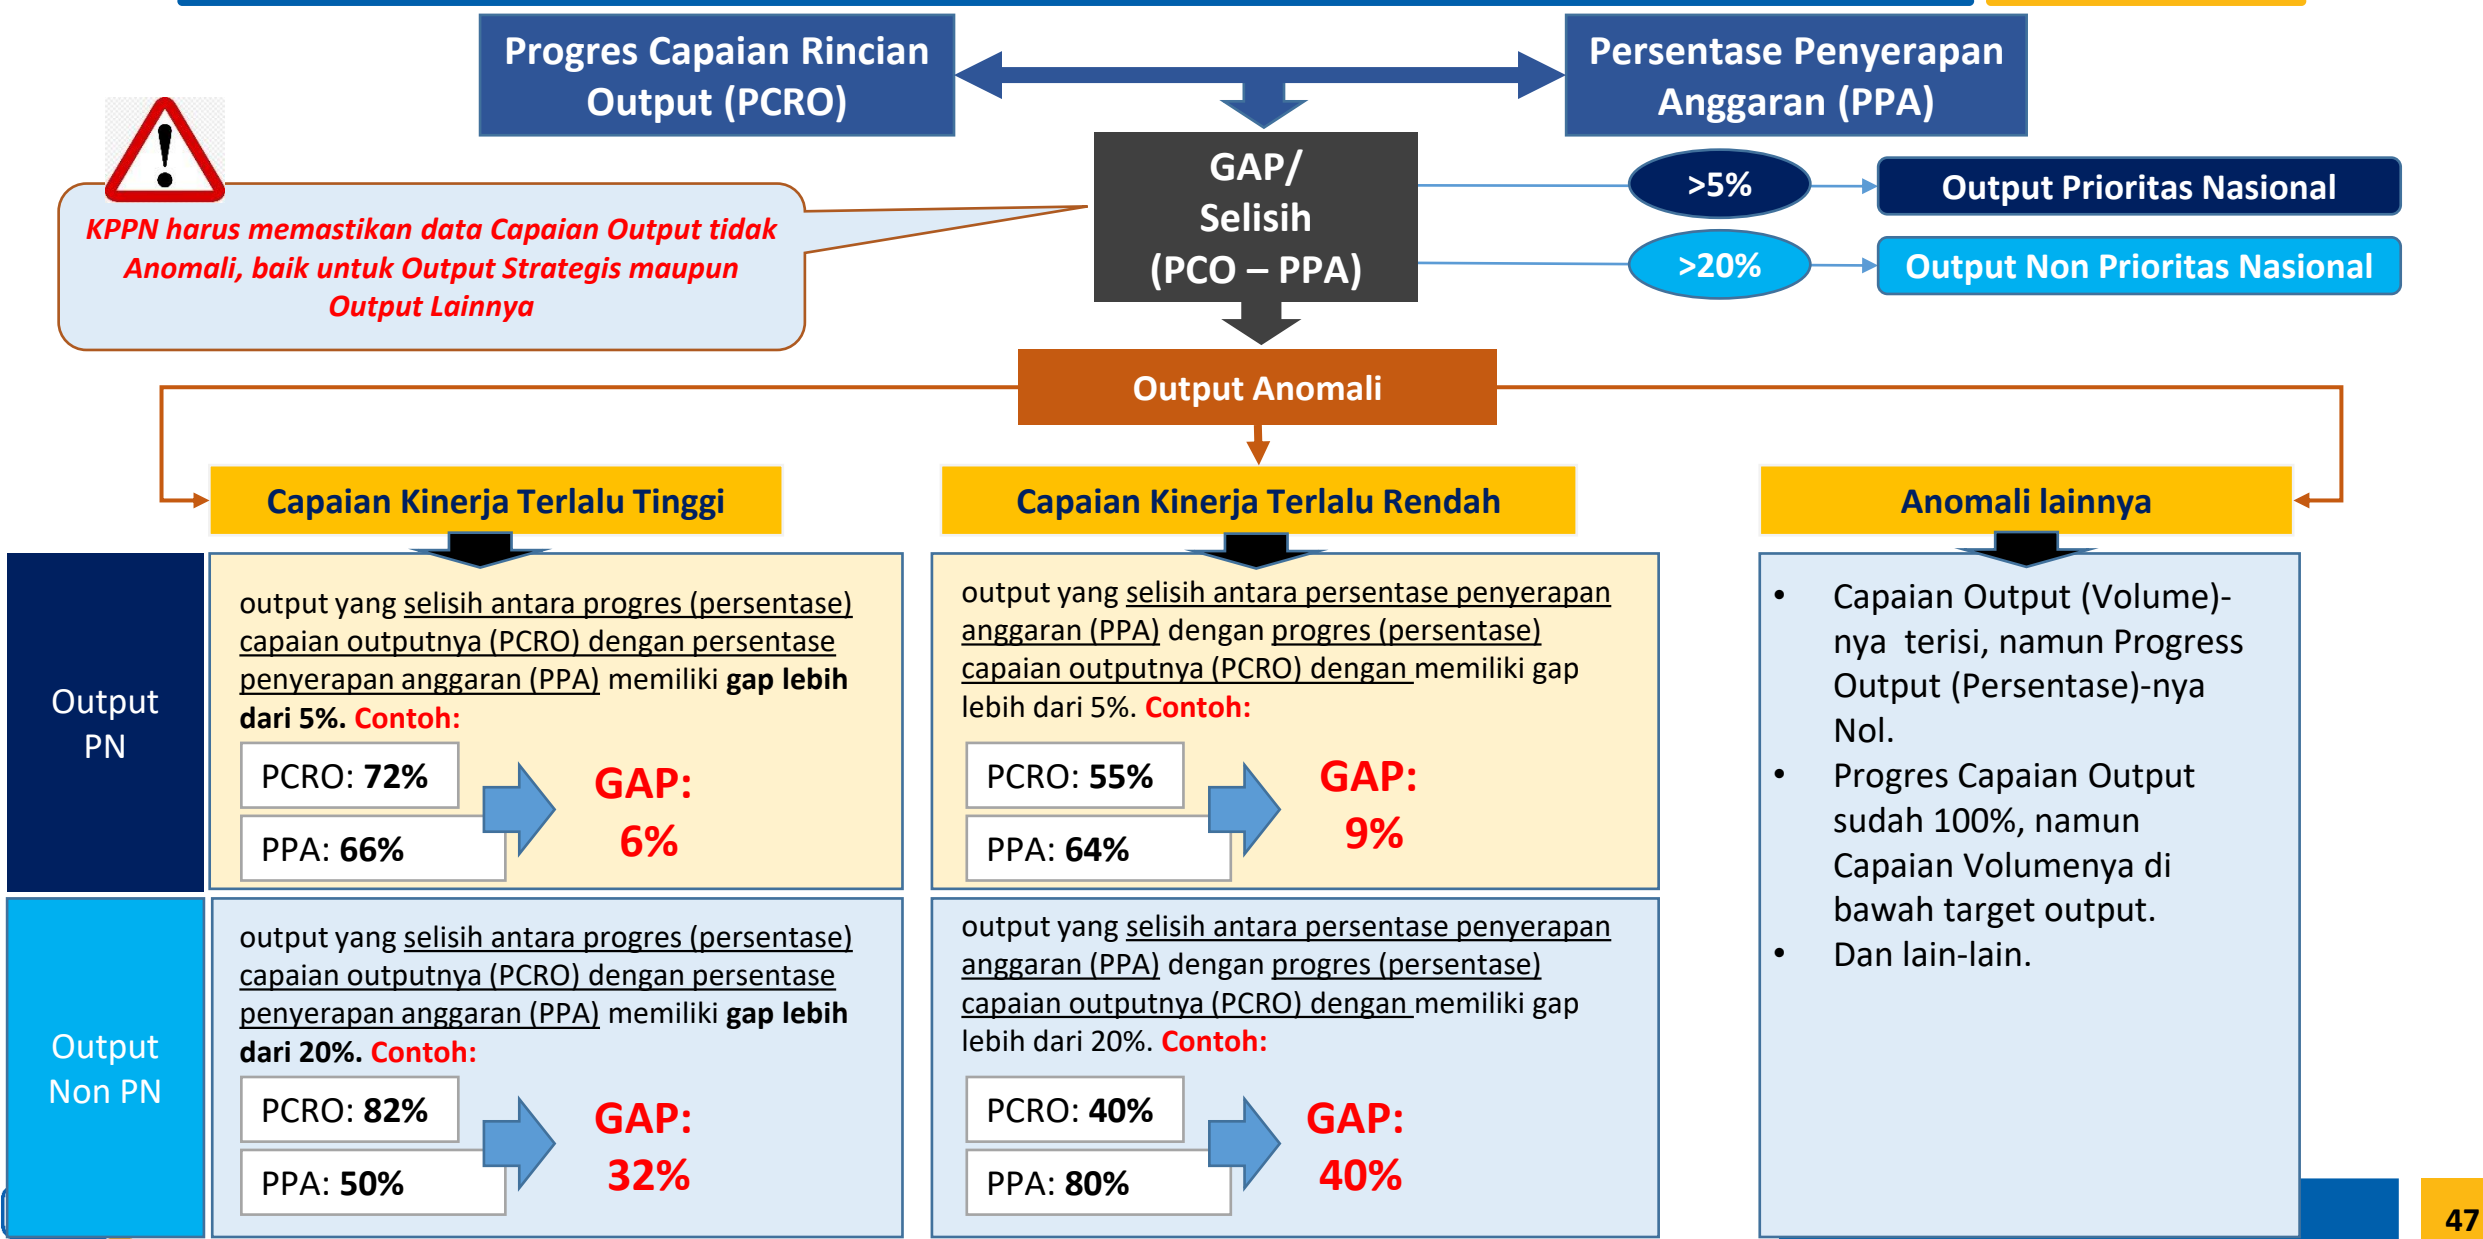 Progres Capaian Rincian
Output (PCRO)
Persentase Penyerapan
Anggaran (PPA)
GAP/
Selisih
(PCO – PPA)
>5%
Output Prioritas Nasional
>20%
Output Non Prioritas Nasional
KPPN harus memastikan data Capaian Output tidak
Anomali, baik untuk Output Strategis maupun
Output Lainnya
Output Anomali
Capaian Kinerja Terlalu Tinggi
Capaian Kinerja Terlalu Rendah
Anomali lainnya
Output
PN
output yang selisih antara progres (persentase)
capaian outputnya (PCRO) dengan persentase
penyerapan anggaran (PPA) memiliki gap lebih
dari 5%. Contoh:
PCRO: 72%
PPA: 66%
GAP:
6%
output yang selisih antara persentase penyerapan
anggaran (PPA) dengan progres (persentase)
capaian outputnya (PCRO) dengan memiliki gap
lebih dari 5%. Contoh:
PCRO: 55%
PPA: 64%
GAP:
9%
Output
Non PN
output yang selisih antara progres (persentase)
capaian outputnya (PCRO) dengan persentase
penyerapan anggaran (PPA) memiliki gap lebih
dari 20%. Contoh:
PCRO: 82%
PPA: 50%
GAP:
32%
output yang selisih antara persentase penyerapan
anggaran (PPA) dengan progres (persentase)
capaian outputnya (PCRO) dengan memiliki gap
lebih dari 20%. Contoh:
PCRO: 40%
PPA: 80%
GAP:
40%
• Capaian Output (Volume)-
nya terisi, namun Progress
Output (Persentase)-nya
Nol.
• Progres Capaian Output
sudah 100%, namun
Capaian Volumenya di
bawah target output.
• Dan lain-lain.
47